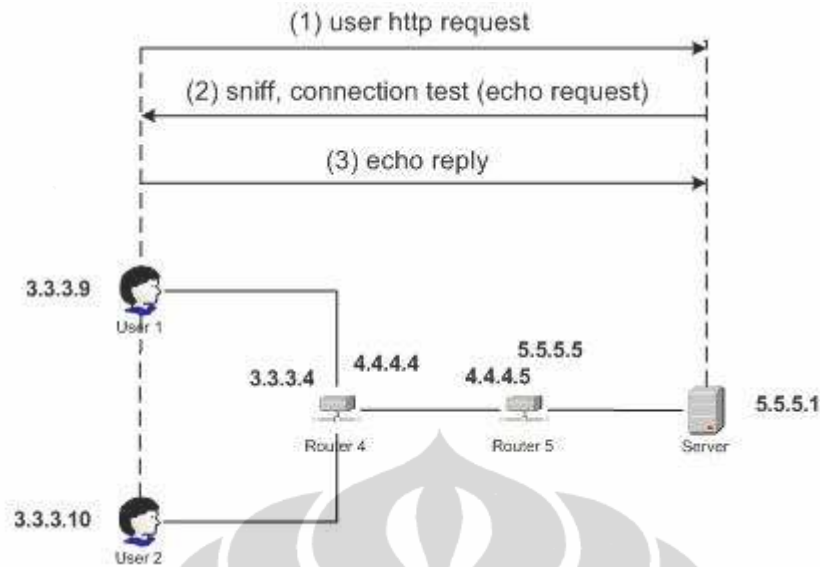 (1) user http request
(2) sniff, connection test (echo request)
(3) echo reply
3.3.3.9
User 1
3.3.3.4
4.4.4.4
4.4.4.5
5.5.5.5
5.5.5.1
Router 4
Router 5
Server
3.3.3.10
User 2